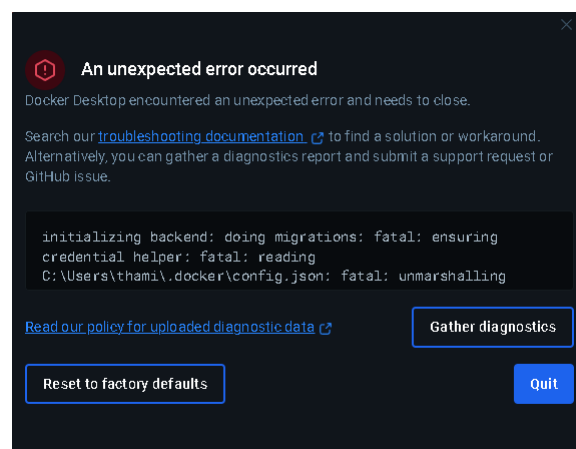 An unexpected error occurred
Docker Desktop encountered an unexpected error and needs to close.
Search our troubleshooting documentation to find a solution or workaround.
Alternatively, you can gather a diagnostics report and submit a support request or
GitHub issue.
initializing backend: doing migrations: fatal: ensuring
credential helper: fatal: reading
C:\Users\thami\.docker\config.json: fatal: unmarshalling
Read our policy for uploaded diagnostic data
Gather diagnostics
Reset to factory defaults
Quit